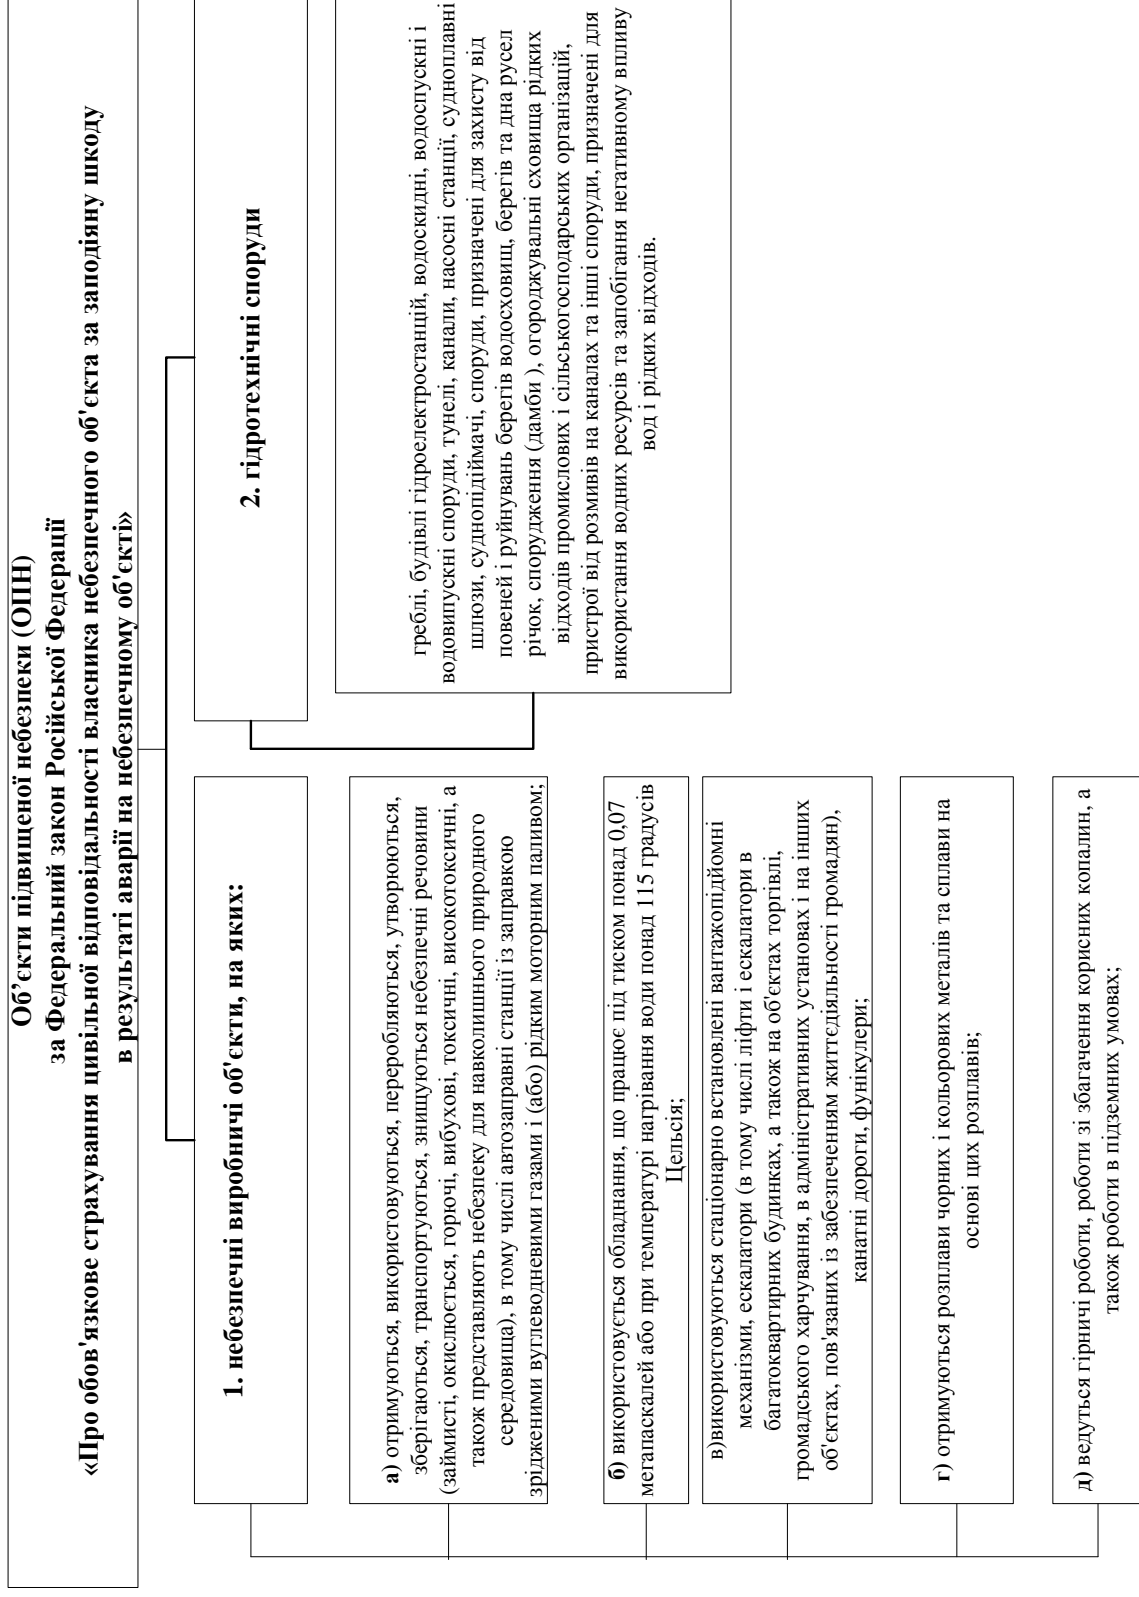 Об’єкти підвищеної небезпеки (ОПН)
за Федеральний закон Російської Федерації
«Про обов'язкове страхування цивільної відповідальності власника небезпечного об'єкта за заподіяну шкоду
в результаті аварії на небезпечному об'єкті»
1. небезпечні виробничі об'єкти, на яких:
а) отримуються, використовуються, переробляються, утворюються,
зберігаються, транспортуються, знищуються небезпечні речовини
(займисті, окислюється, горючі, вибухові, токсичні, високотоксичні, а
також представляють небезпеку для навколишнього природного
середовища), в тому числі автозаправні станції із заправкою
зрідженими вуглеводневими газами і (або) рідким моторним паливом;
б) використовується обладнання, що працює під тиском понад 0,07
мегапаскалей або при температурі нагрівання води понад 115 градусів
Цельсія;
в)використовуються стаціонарно встановлені вантажопідйомні
механізми, ескалатори (в тому числі ліфти і ескалатори в
багатоквартирних будинках, а також на об'єктах торгівлі,
громадського харчування, в адміністративних установах і на інших
об'єктах, пов'язаних із забезпеченням життєдіяльності громадян),
канатні дороги, фунікулери;
г) отримуються розплави чорних і кольорових металів та сплави на
основі цих розплавів;
д) ведуться гірничі роботи, роботи зі збагачення корисних копалин, а
також роботи в підземних умовах;
2. гідротехнічні споруди
греблі, будівлі гідроелектростанцій, водоскидні, водоспускні і
водовипускні споруди, тунелі, канали, насосні станції, судноплавні
шлюзи, суднопідіймачі, споруди, призначені для захисту від
повеней і руйнувань берегів водосховищ, берегів та дна русел
річок, спорудження (дамби ), огороджувальні сховища рідких
відходів промислових і сільськогосподарських організацій,
пристрої від розмивів на каналах та інші споруди, призначені для
використання водних ресурсів та запобігання негативному впливу
вод і рідких відходів.